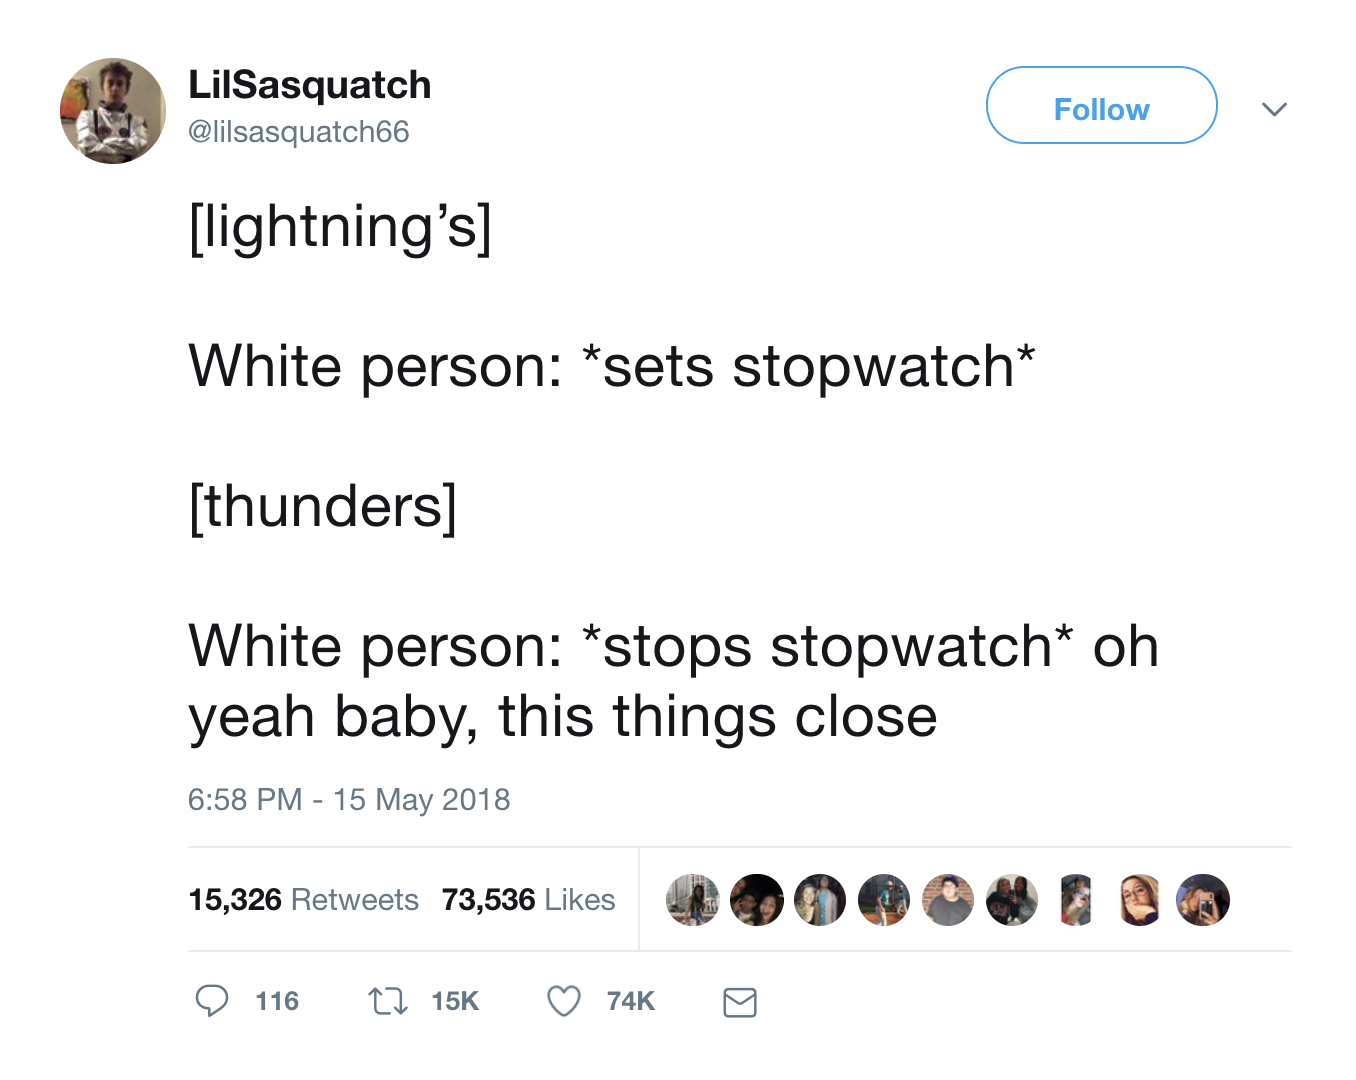 LilSasquatch
@lilsasquatch66
Follow
[lightning’s]
White person: *sets stopwatch*
[thunders]
White person: *stops stopwatch* oh
yeah baby, this things close
6:58 PM - 15 May 2018
15,326 Retweets 73,536 Likes
116 15K 74K